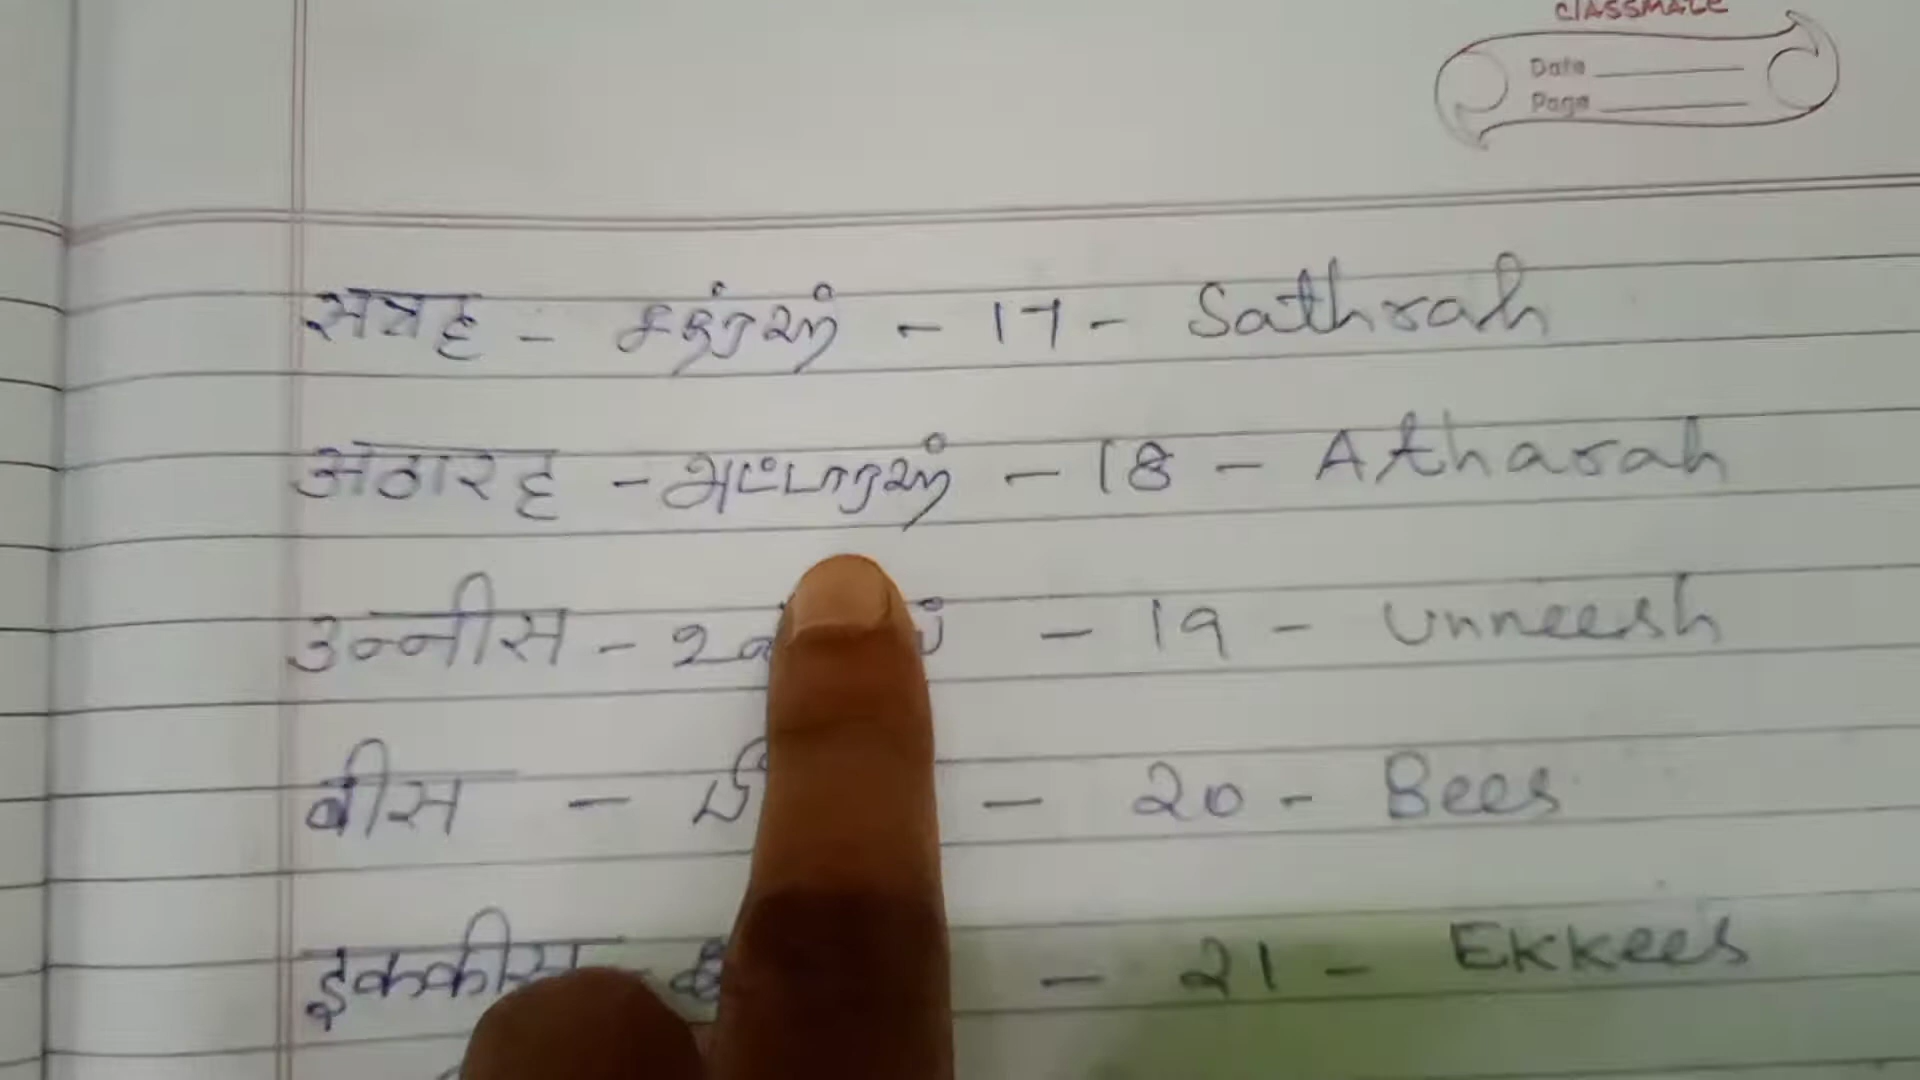 classmate
Date
Page
सत्रह - சத்ரஹ் - 17 - Sathrah
अठारह - அட்டாரஹ் - 18 - Atharah
उन्नीस - - 19 - Unneesh
बीस - - 20 - Bees
इक्कीस - - 21 - Ekkees